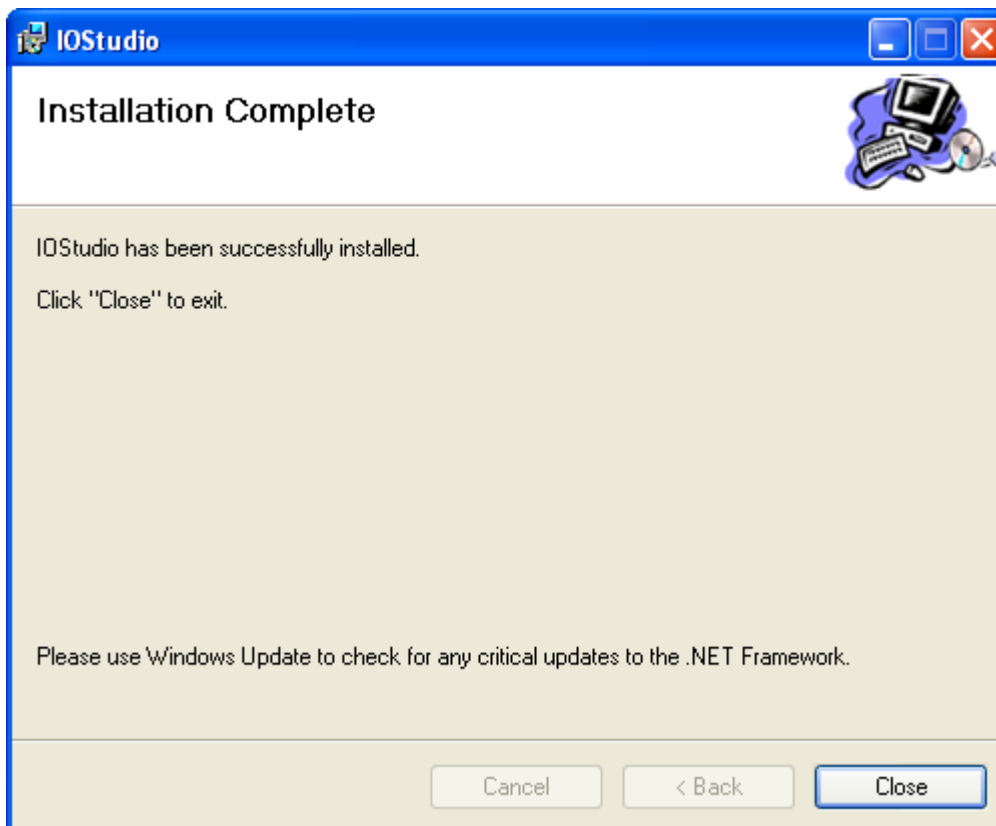 IOStudio
Installation Complete
IOStudio has been successfully installed.
Click "Close" to exit.
Please use Windows Update to check for any critical updates to the .NET Framework.
Cancel
< Back
Close